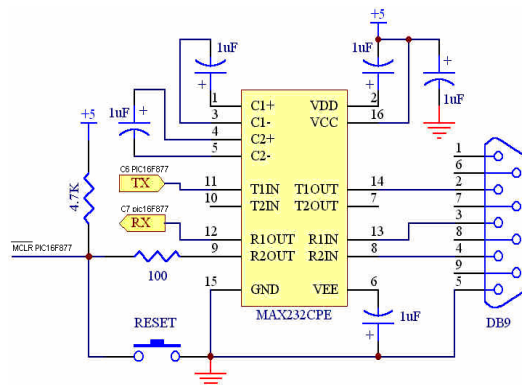 +5
1uF
1uF
1uF
1uF
+5
4.7K
1 C1+ VDD 2
3 C1- VCC 16
4 C2+
5 C2-
C6 PIC16F877
TX
11 T1IN T1OUT 14
10 T2IN T2OUT 7
C7 pic16F877
RX
12 R1OUT R1IN 13
9 R2OUT R2IN 8
MCLR PIC16F877
100
15 GND VEE 6
MAX232CPE
1uF
RESET
1
6
2
7
3
8
4
9
5
DB9
+
+
+
+
+